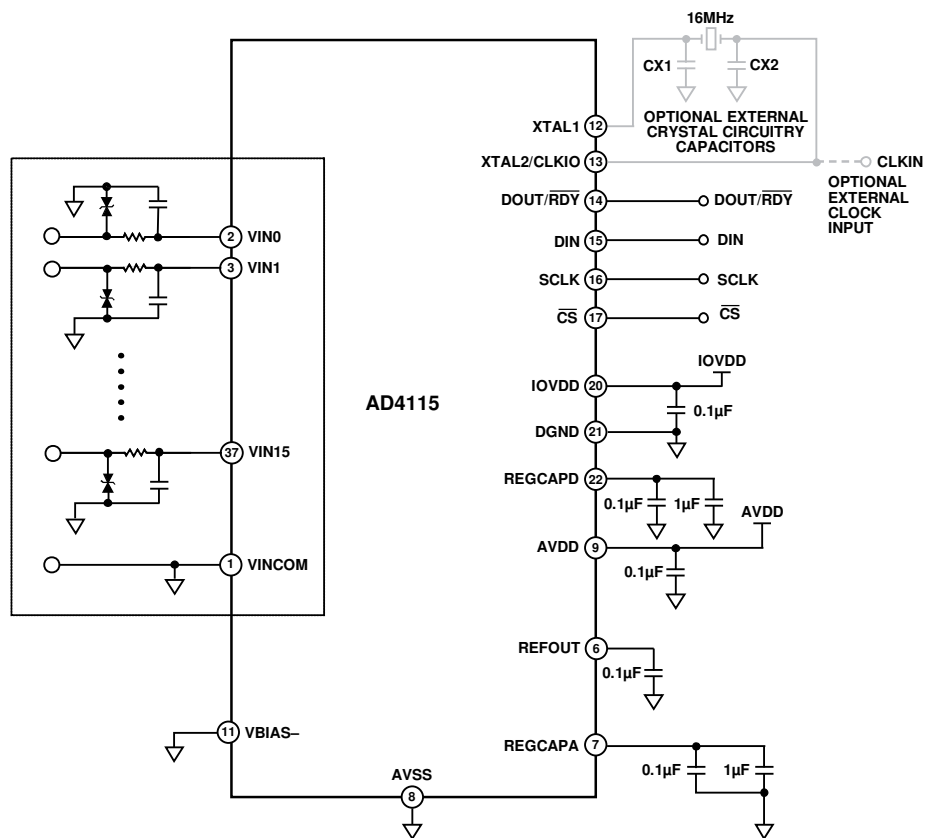 16MHz
CX1
CX2
OPTIONAL EXTERNAL
CRYSTAL CIRCUITRY
CAPACITORS
XTAL1
12
XTAL2/CLKIO
13
CLKIN
OPTIONAL
EXTERNAL
CLOCK
INPUT
DOUT/RDY
14
DOUT/RDY
DIN
15
DIN
SCLK
16
SCLK
CS
17
CS
2
VIN0
3
VIN1
37
VIN15
1
VINCOM
11
VBIAS–
AD4115
IOVDD
20
IOVDD
0.1µF
DGND
21
REGCAPD
22
0.1µF
1µF
AVDD
9
AVDD
0.1µF
REFOUT
6
0.1µF
REGCAPA
7
0.1µF
1µF
AVSS
8